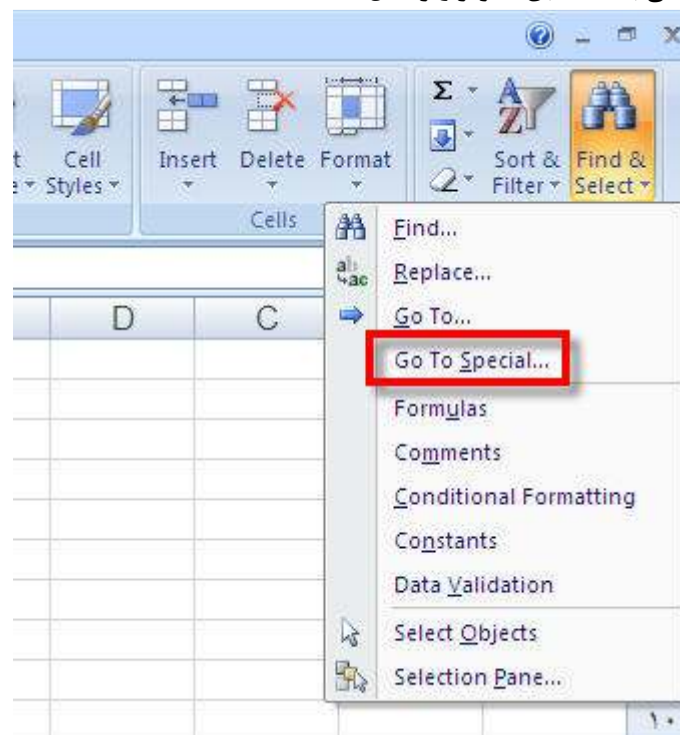 Σ
t
Cell
Insert
Delete
Format
Sort &
Find &
Styles
Filter
Select
Cells
Find...
Replace...
D
C
Go To...
Go To Special...
Formulas
Comments
Conditional Formatting
Constants
Data Validation
Select Objects
Selection Pane...
١٠